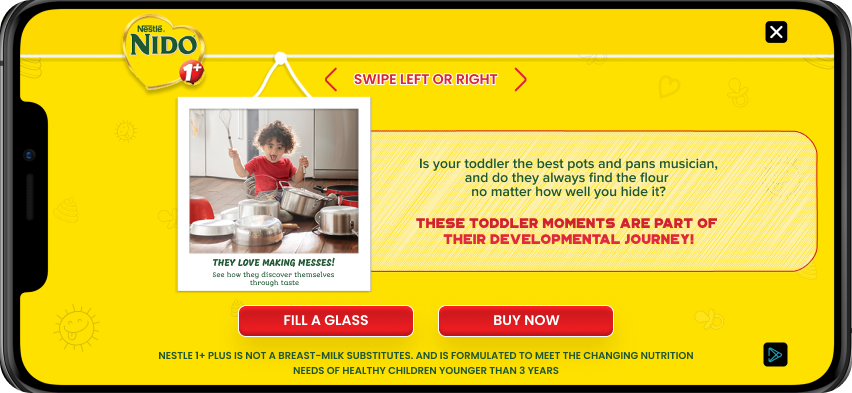 Nestlé
NIDO
1+
SWIPE LEFT OR RIGHT
THEY LOVE MAKING MESSES!
See how they discover themselves
through taste
Is your toddler the best pots and pans musician,
and do they always find the flour
no matter how well you hide it?
THESE TODDLER MOMENTS ARE PART OF
THEIR DEVELOPMENTAL JOURNEY!
FILL A GLASS
BUY NOW
NESTLE 1+ PLUS IS NOT A BREAST-MILK SUBSTITUTES. AND IS FORMULATED TO MEET THE CHANGING NUTRITION
NEEDS OF HEALTHY CHILDREN YOUNGER THAN 3 YEARS